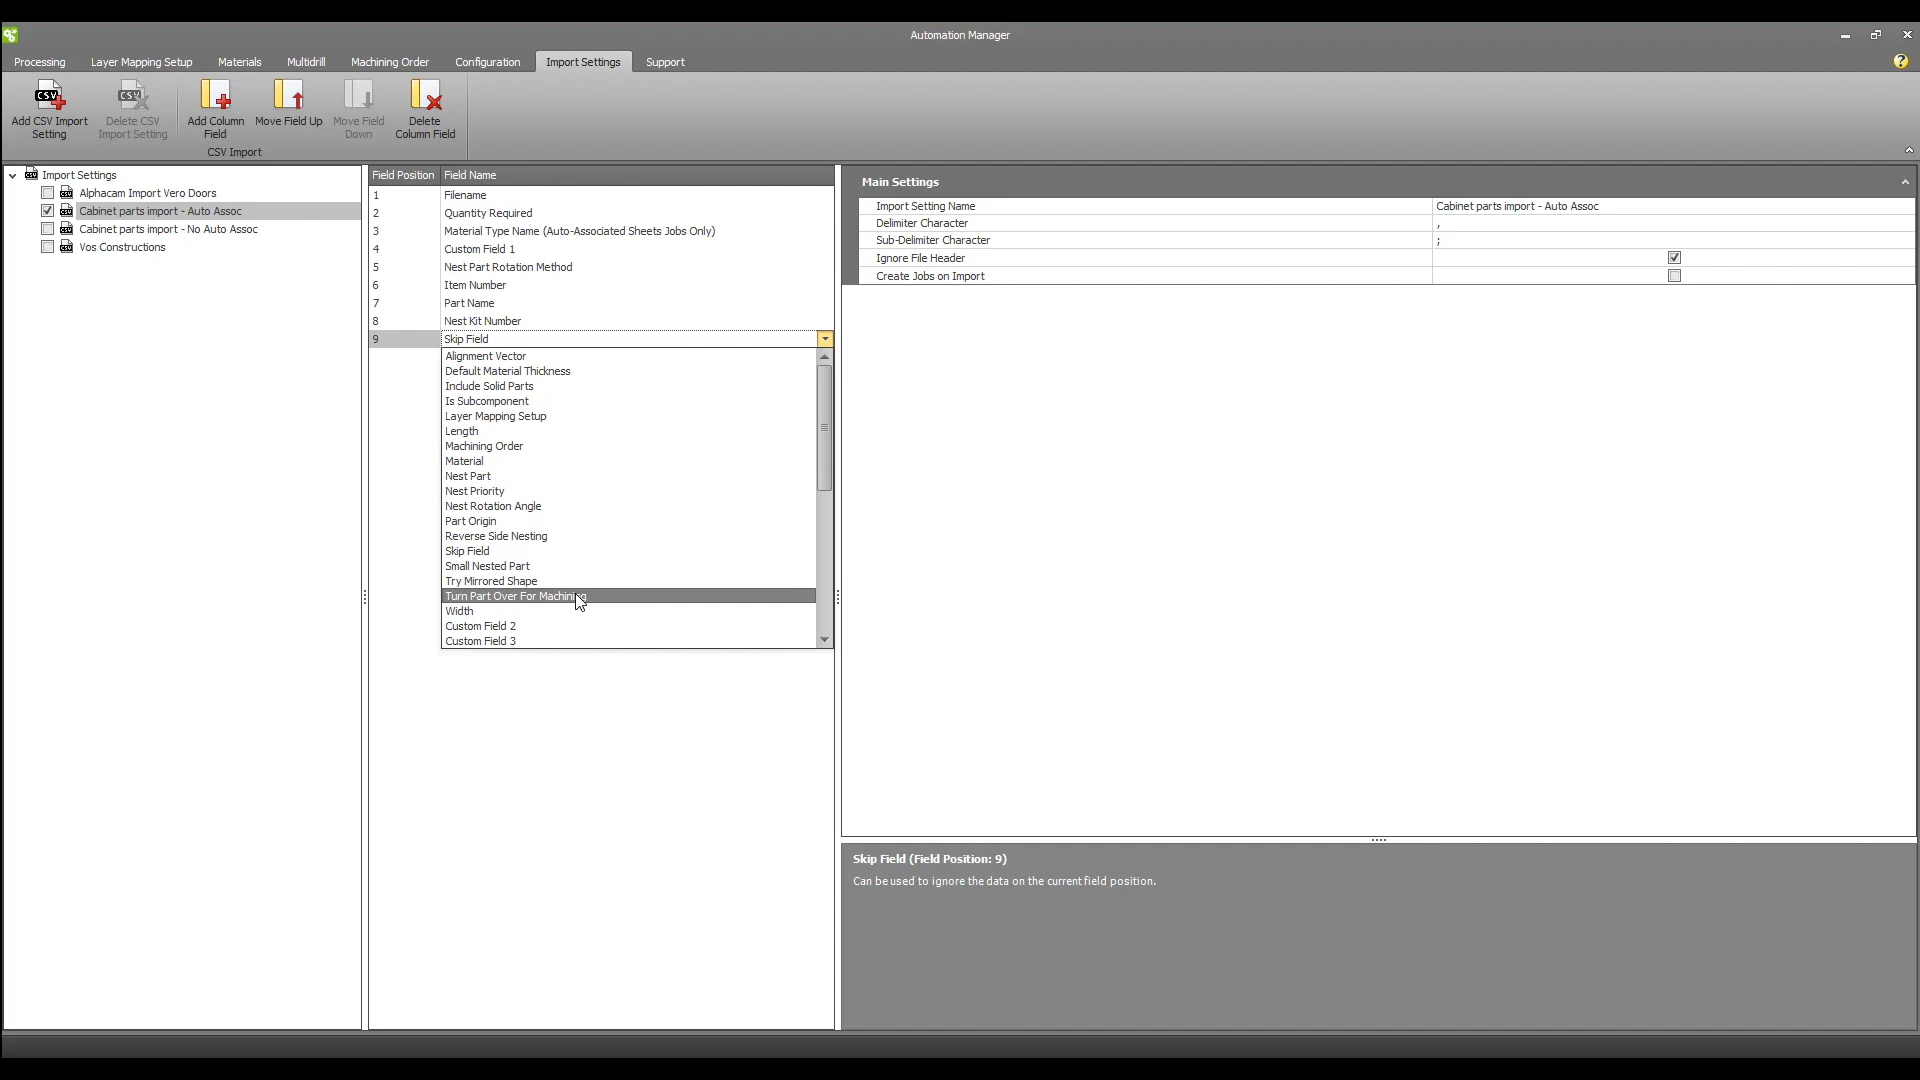 Automation Manager
Processing Layer Mapping Setup Materials Multidrill Machining Order Configuration Import Settings Support
Add CSV Import Setting
Delete CSV Import Setting
Add Column Field
Move Field Up
Move Field Down
Delete Column Field
CSV Import
Import Settings
Alphacam Import Vero Doors
Cabinet parts import - Auto Assoc
Cabinet parts import - No Auto Assoc
Vos Constructions
Field Position Field Name
1 Filename
2 Quantity Required
3 Material Type Name (Auto-Associated Sheets Jobs Only)
4 Custom Field 1
5 Nest Part Rotation Method
6 Item Number
7 Part Name
8 Nest Kit Number
9 Skip Field
Alignment Vector
Default Material Thickness
Include Solid Parts
Is Subcomponent
Layer Mapping Setup
Length
Machining Order
Material
Nest Part
Nest Priority
Nest Rotation Angle
Part Origin
Reverse Side Nesting
Skip Field
Small Nested Part
Try Mirrored Shape
Turn Part Over For Machining
Width
Custom Field 2
Custom Field 3
Main Settings
Import Setting Name Cabinet parts import - Auto Assoc
Delimiter Character ,
Sub-Delimiter Character ;
Ignore File Header
Create Jobs on Import
Skip Field (Field Position: 9)
Can be used to ignore the data on the current field position.